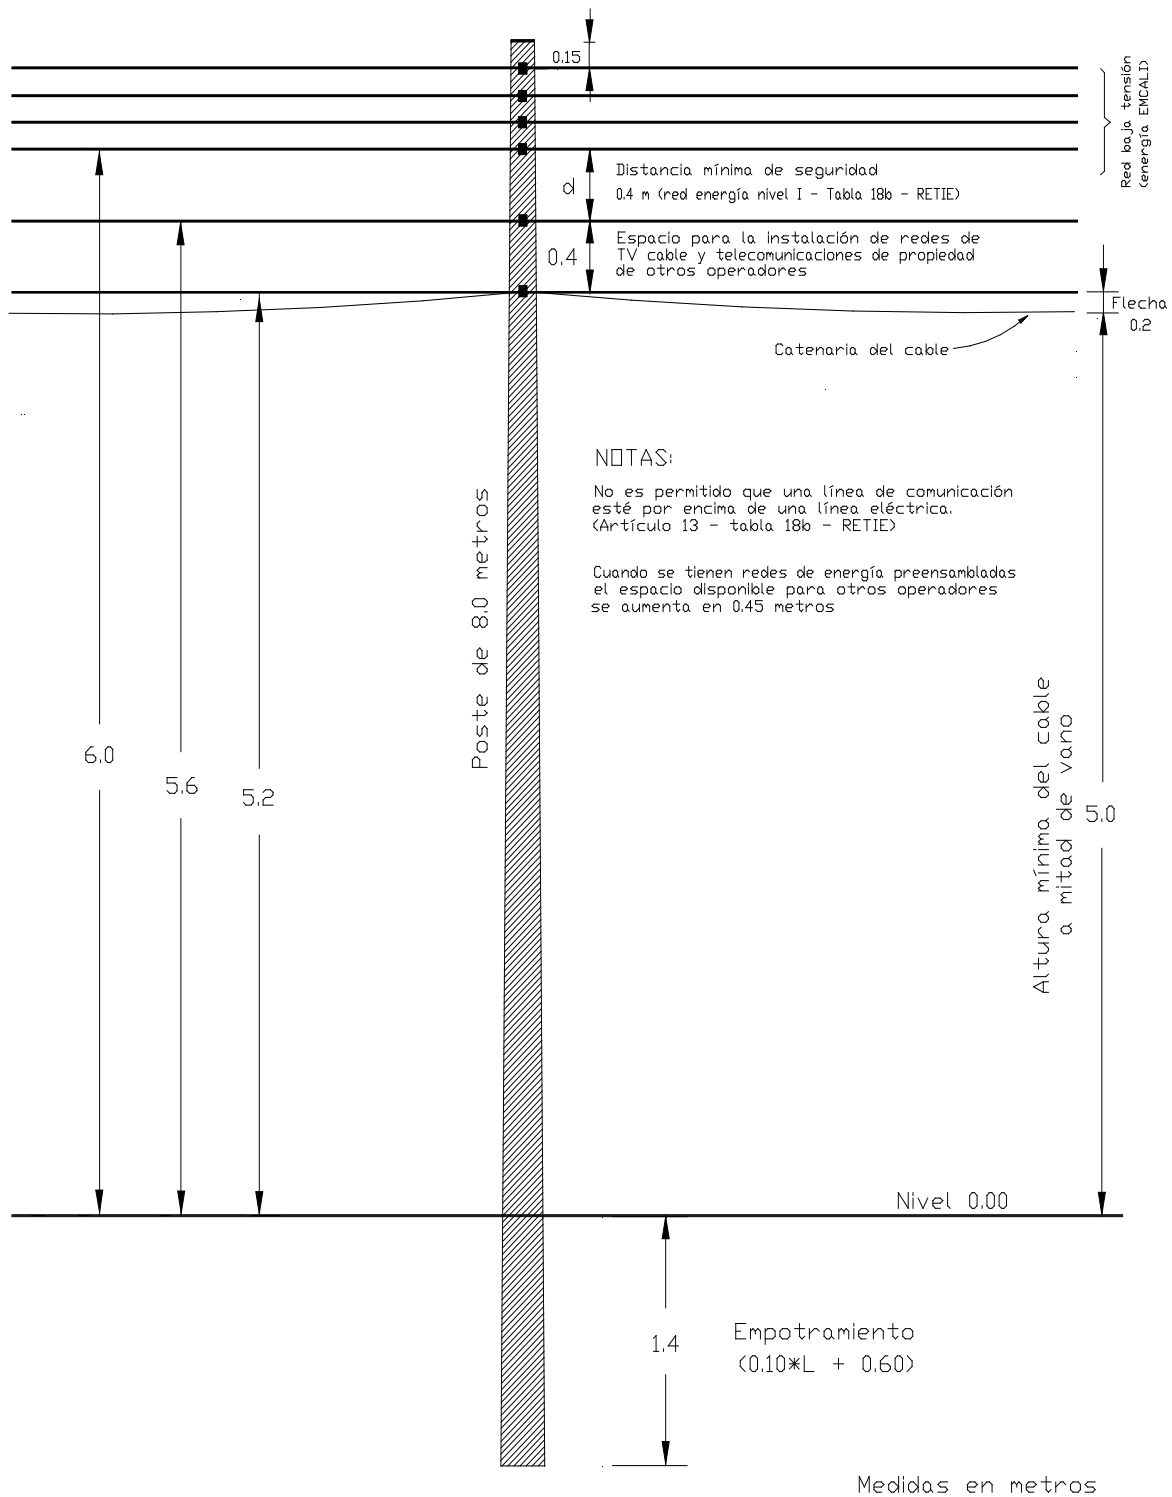 0.15
Red baja tensión
(energía EMCALI)
d
Distancia mínima de seguridad
0.4 m (red energía nivel I - Tabla 18b - RETIE)
0.4
Espacio para la instalación de redes de
TV cable y telecomunicaciones de propiedad
de otros operadores
Flecha
0.2
Catenaria del cable
NOTAS:
No es permitido que una línea de comunicación
esté por encima de una línea eléctrica.
(Artículo 13 - tabla 18b - RETIE)
Cuando se tienen redes de energía preensambladas
el espacio disponible para otros operadores
se aumenta en 0.45 metros
Poste de 8.0 metros
6.0
5.6
5.2
Altura mínima del cable
a mitad de vano
5.0
Nivel 0.00
1.4
Empotramiento
(0.10*L + 0.60)
Medidas en metros